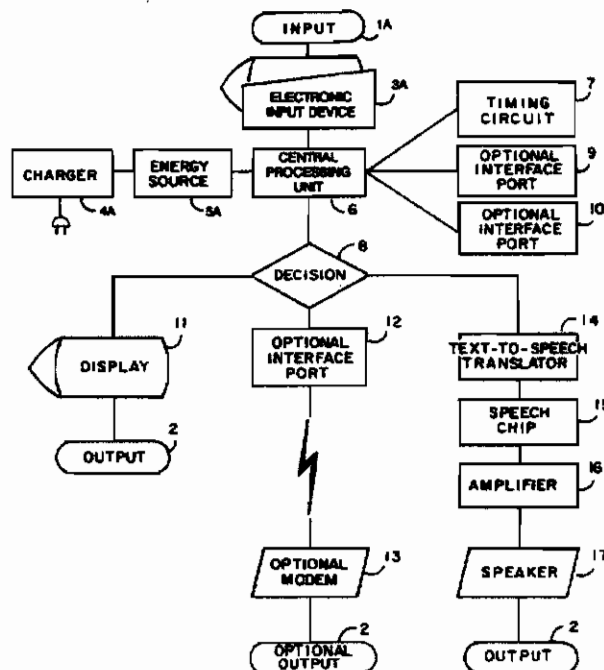 INPUT
1A
ELECTRONIC
INPUT DEVICE
3A
TIMING
CIRCUIT
7
CHARGER
4A
ENERGY
SOURCE
5A
CENTRAL
PROCESSING
UNIT
6
OPTIONAL
INTERFACE
PORT
9
OPTIONAL
INTERFACE
PORT
10
DECISION
8
DISPLAY
11
OPTIONAL
INTERFACE
PORT
12
TEXT-TO-SPEECH
TRANSLATOR
14
SPEECH
CHIP
15
OUTPUT
2
AMPLIFIER
16
OPTIONAL
MODEM
13
SPEAKER
17
OPTIONAL
OUTPUT
2
OUTPUT
2